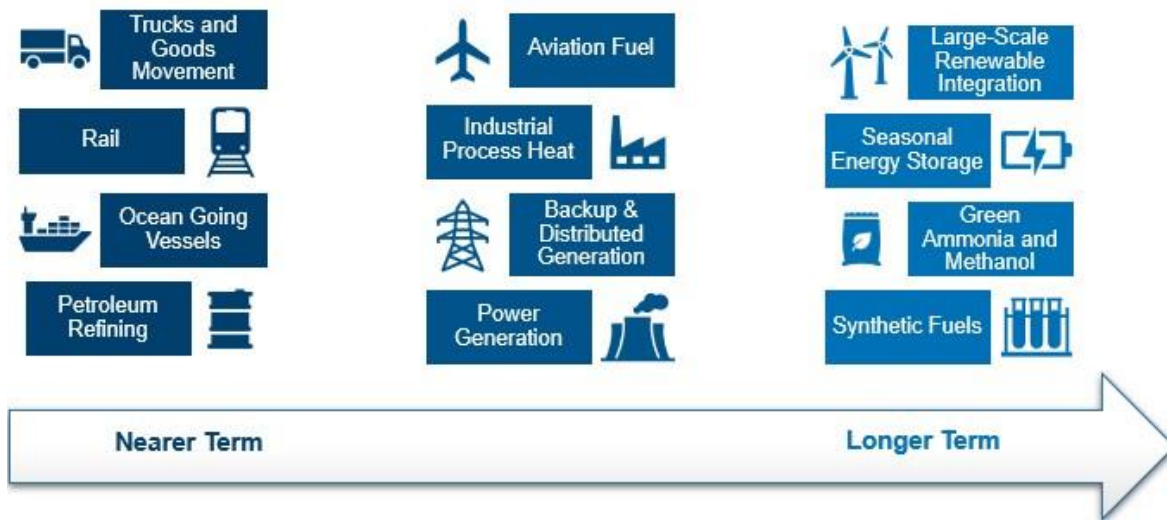 Trucks and
Goods
Movement
Rail
Ocean Going
Vessels
Petroleum
Refining
Aviation Fuel
Industrial
Process Heat
Backup &
Distributed
Generation
Power
Generation
Large-Scale
Renewable
Integration
Seasonal
Energy Storage
Green
Ammonia and
Methanol
Synthetic Fuels
Nearer Term
Longer Term